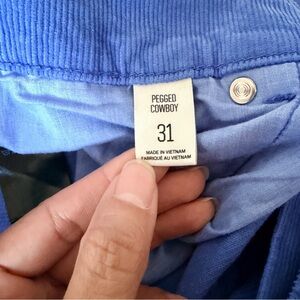 PEGGED
COWBOY
31
MADE IN VIETNAM
FABRIQUÉ AU VIETNAM